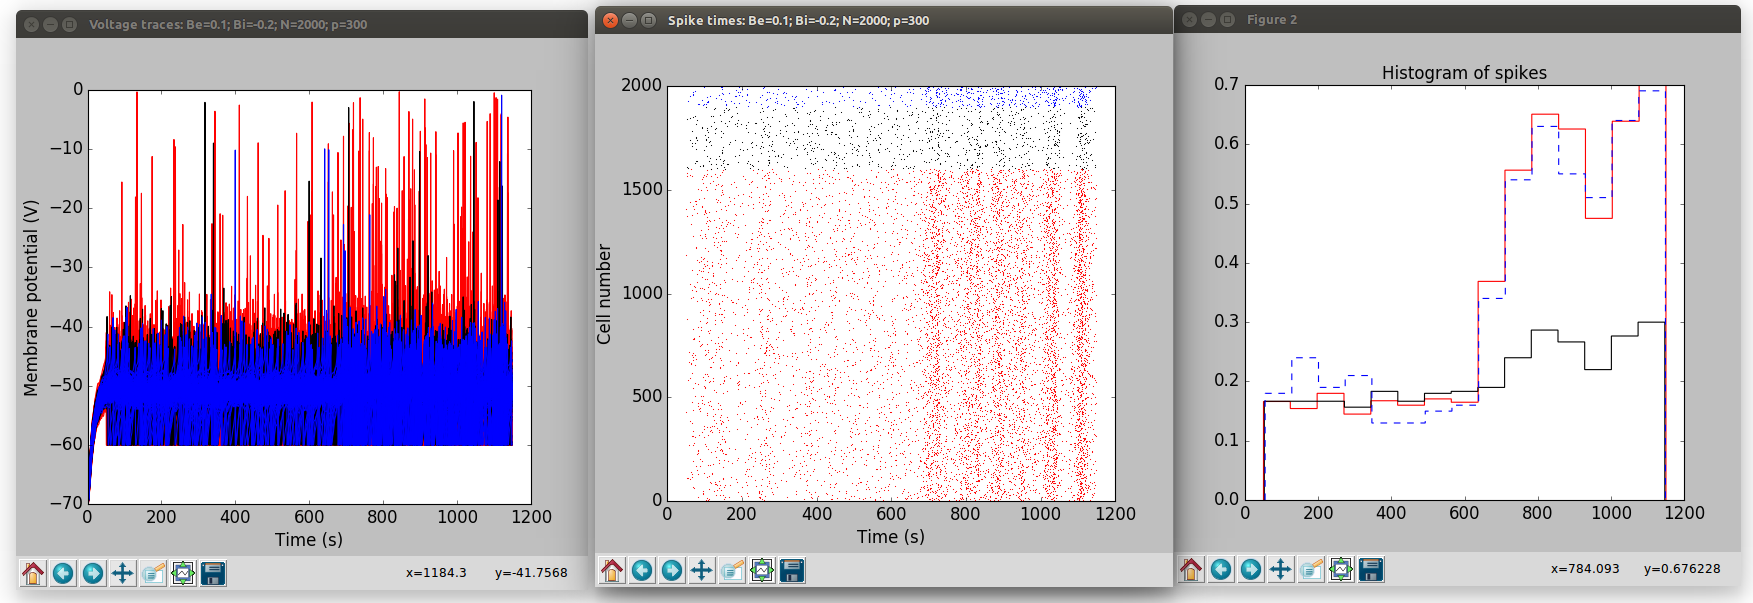 Voltage traces: Be=0.1; Bi=-0.2; N=2000; p=300
0
−10
−20
−30
−40
−50
−60
−70
Membrane potential (V)
0 200 400 600 800 1000 1200
Time (s)
x=1184.3 y=-41.7568
Spike times: Be=0.1; Bi=-0.2; N=2000; p=300
2000
1500
1000
500
0
Cell number
0 200 400 600 800 1000 1200
Time (s)
Figure 2
Histogram of spikes
0.7
0.6
0.5
0.4
0.3
0.2
0.1
0.0
0 200 400 600 800 1000 1200
x=784.093 y=0.676228